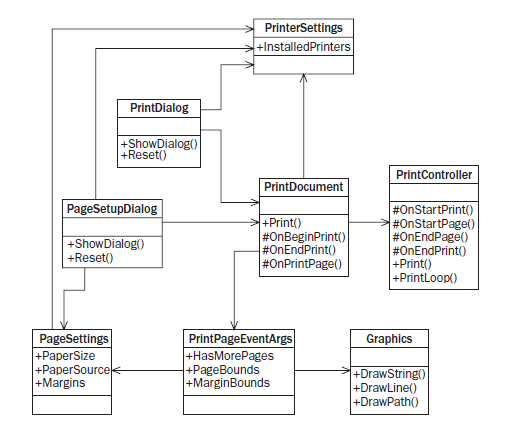 PrinterSettings
+InstalledPrinters
PrintDialog
+ShowDialog()
+Reset()
PrintDocument
+Print()
#OnBeginPrint()
#OnEndPrint()
#OnPrintPage()
PrintController
#OnStartPrint()
#OnStartPage()
#OnEndPage()
#OnEndPrint()
+Print()
+PrintLoop()
PageSetupDialog
+ShowDialog()
+Reset()
PageSettings
+PaperSize
+PaperSource
+Margins
PrintPageEventArgs
+HasMorePages
+PageBounds
+MarginBounds
Graphics
+DrawString()
+DrawLine()
+DrawPath()